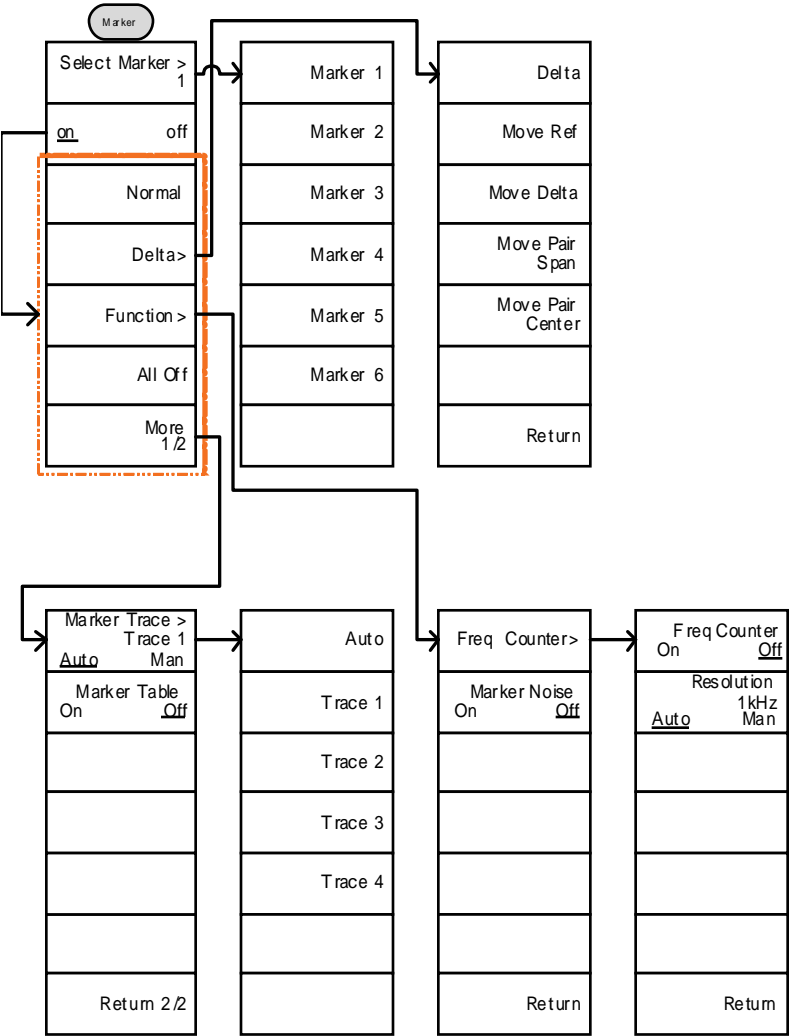 Marker
Select Marker >
1
on off
Normal
Delta>
Function >
All Off
More
1/2
Marker 1
Marker 2
Marker 3
Marker 4
Marker 5
Marker 6
Delta
Move Ref
Move Delta
Move Pair
Span
Move Pair
Center
Return
Marker Trace >
Trace 1
Auto Man
Marker Table
On Off
Return 2/2
Auto
Trace 1
Trace 2
Trace 3
Trace 4
Freq Counter>
Marker Noise
On Off
Return
Freq Counter
On Off
Resolution
1kHz
Auto Man
Return